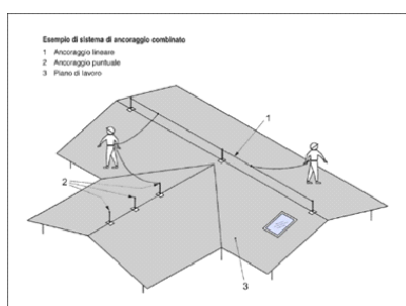 Esempio di sistema di ancoraggio combinato
1 Ancoraggio lineare
2 Ancoraggio puntuale
3 Piano di lavoro
1
2
3